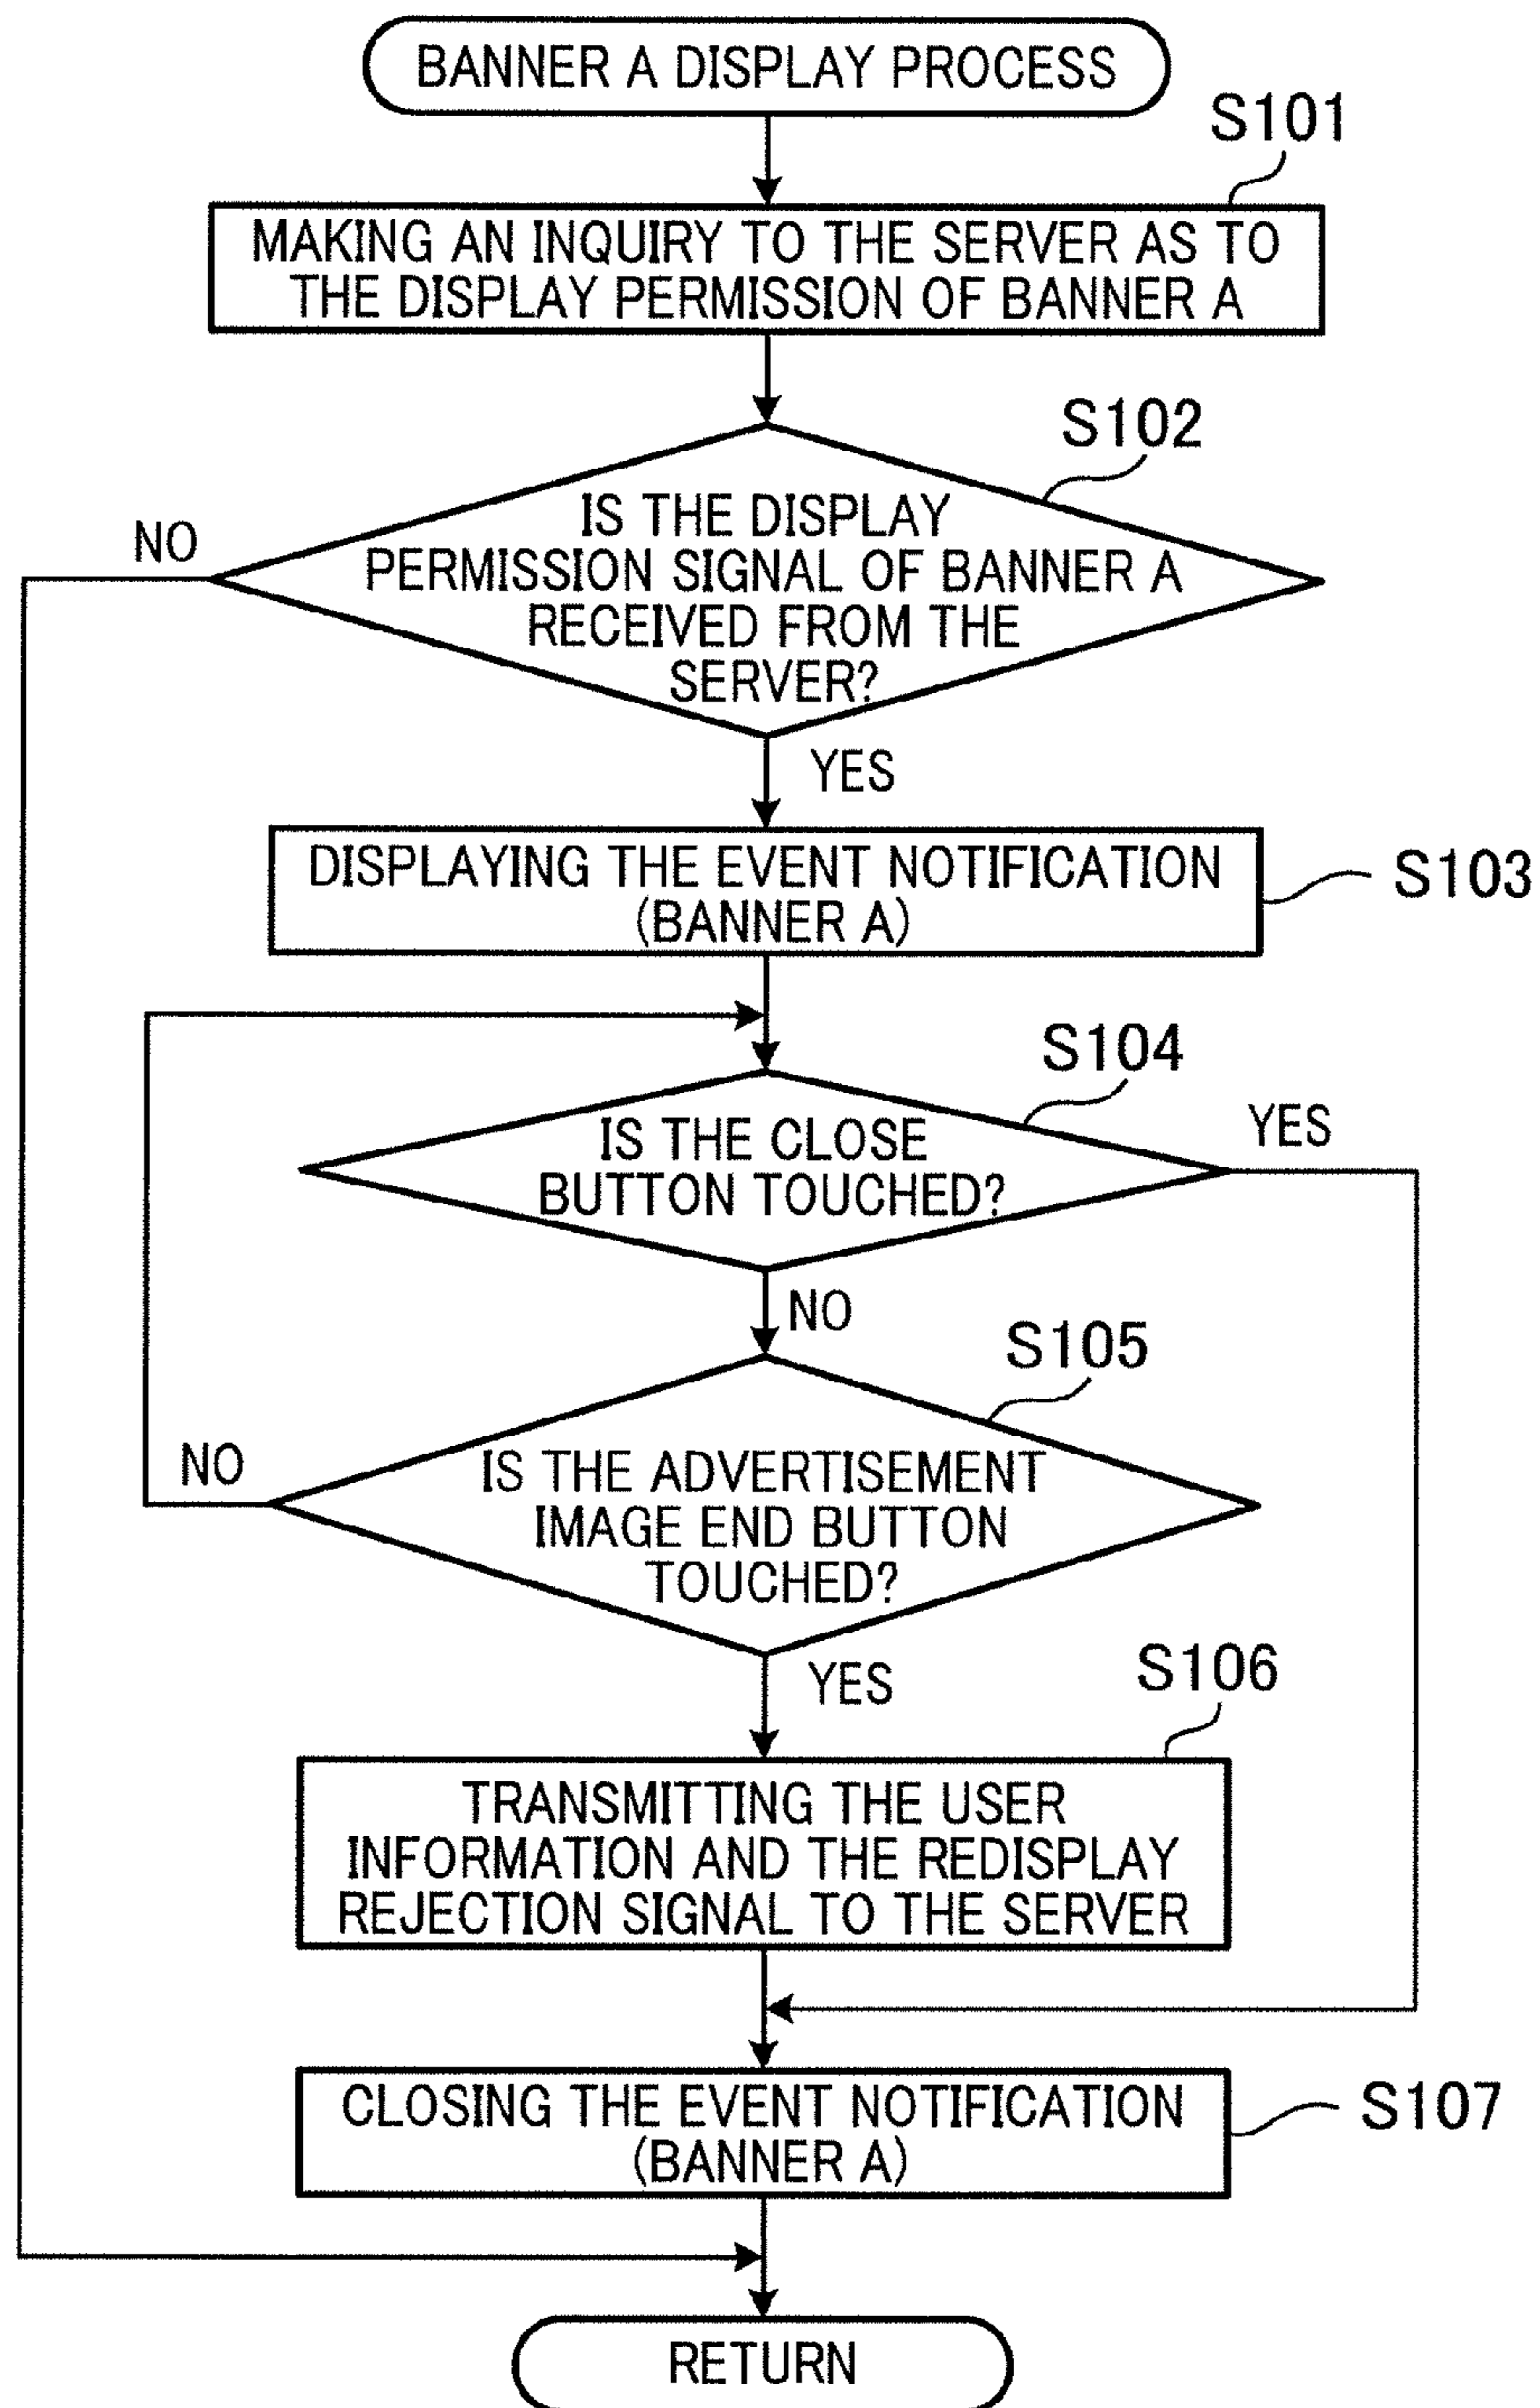 BANNER A DISPLAY PROCESS
S101
MAKING AN INQUIRY TO THE SERVER AS TO
THE DISPLAY PERMISSION OF BANNER A
S102
NO
IS THE DISPLAY
PERMISSION SIGNAL OF BANNER A
RECEIVED FROM THE
SERVER?
YES
DISPLAYING THE EVENT NOTIFICATION
(BANNER A)
S103
S104
IS THE CLOSE
BUTTON TOUCHED?
YES
NO
S105
NO
IS THE ADVERTISEMENT
IMAGE END BUTTON
TOUCHED?
YES
S106
TRANSMITTING THE USER
INFORMATION AND THE REDISPLAY
REJECTION SIGNAL TO THE SERVER
CLOSING THE EVENT NOTIFICATION
(BANNER A)
S107
RETURN